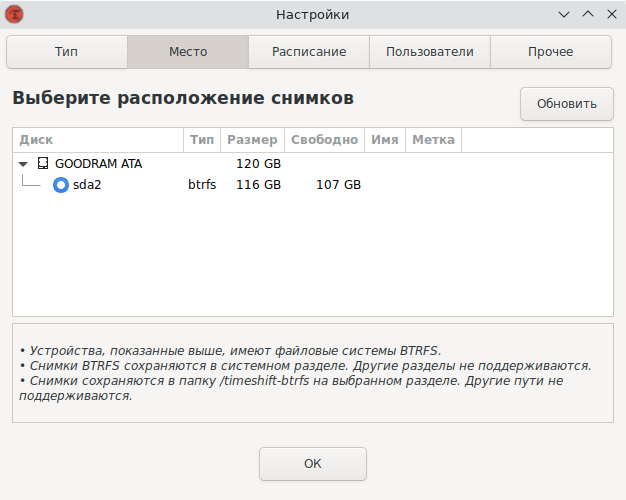 Настройки
Тип Место Расписание Пользователи Прочее
Выберите расположение снимков
Обновить
Диск Тип Размер Свободно Имя Метка
GOODRAM ATA 120 GB
sda2 btrfs 116 GB 107 GB
• Устройства, показанные выше, имеют файловые системы BTRFS.
• Снимки BTRFS сохраняются в системном разделе. Другие разделы не поддерживаются.
• Снимки сохраняются в папку /timeshift-btrfs на выбранном разделе. Другие пути не
поддерживаются.
ОК